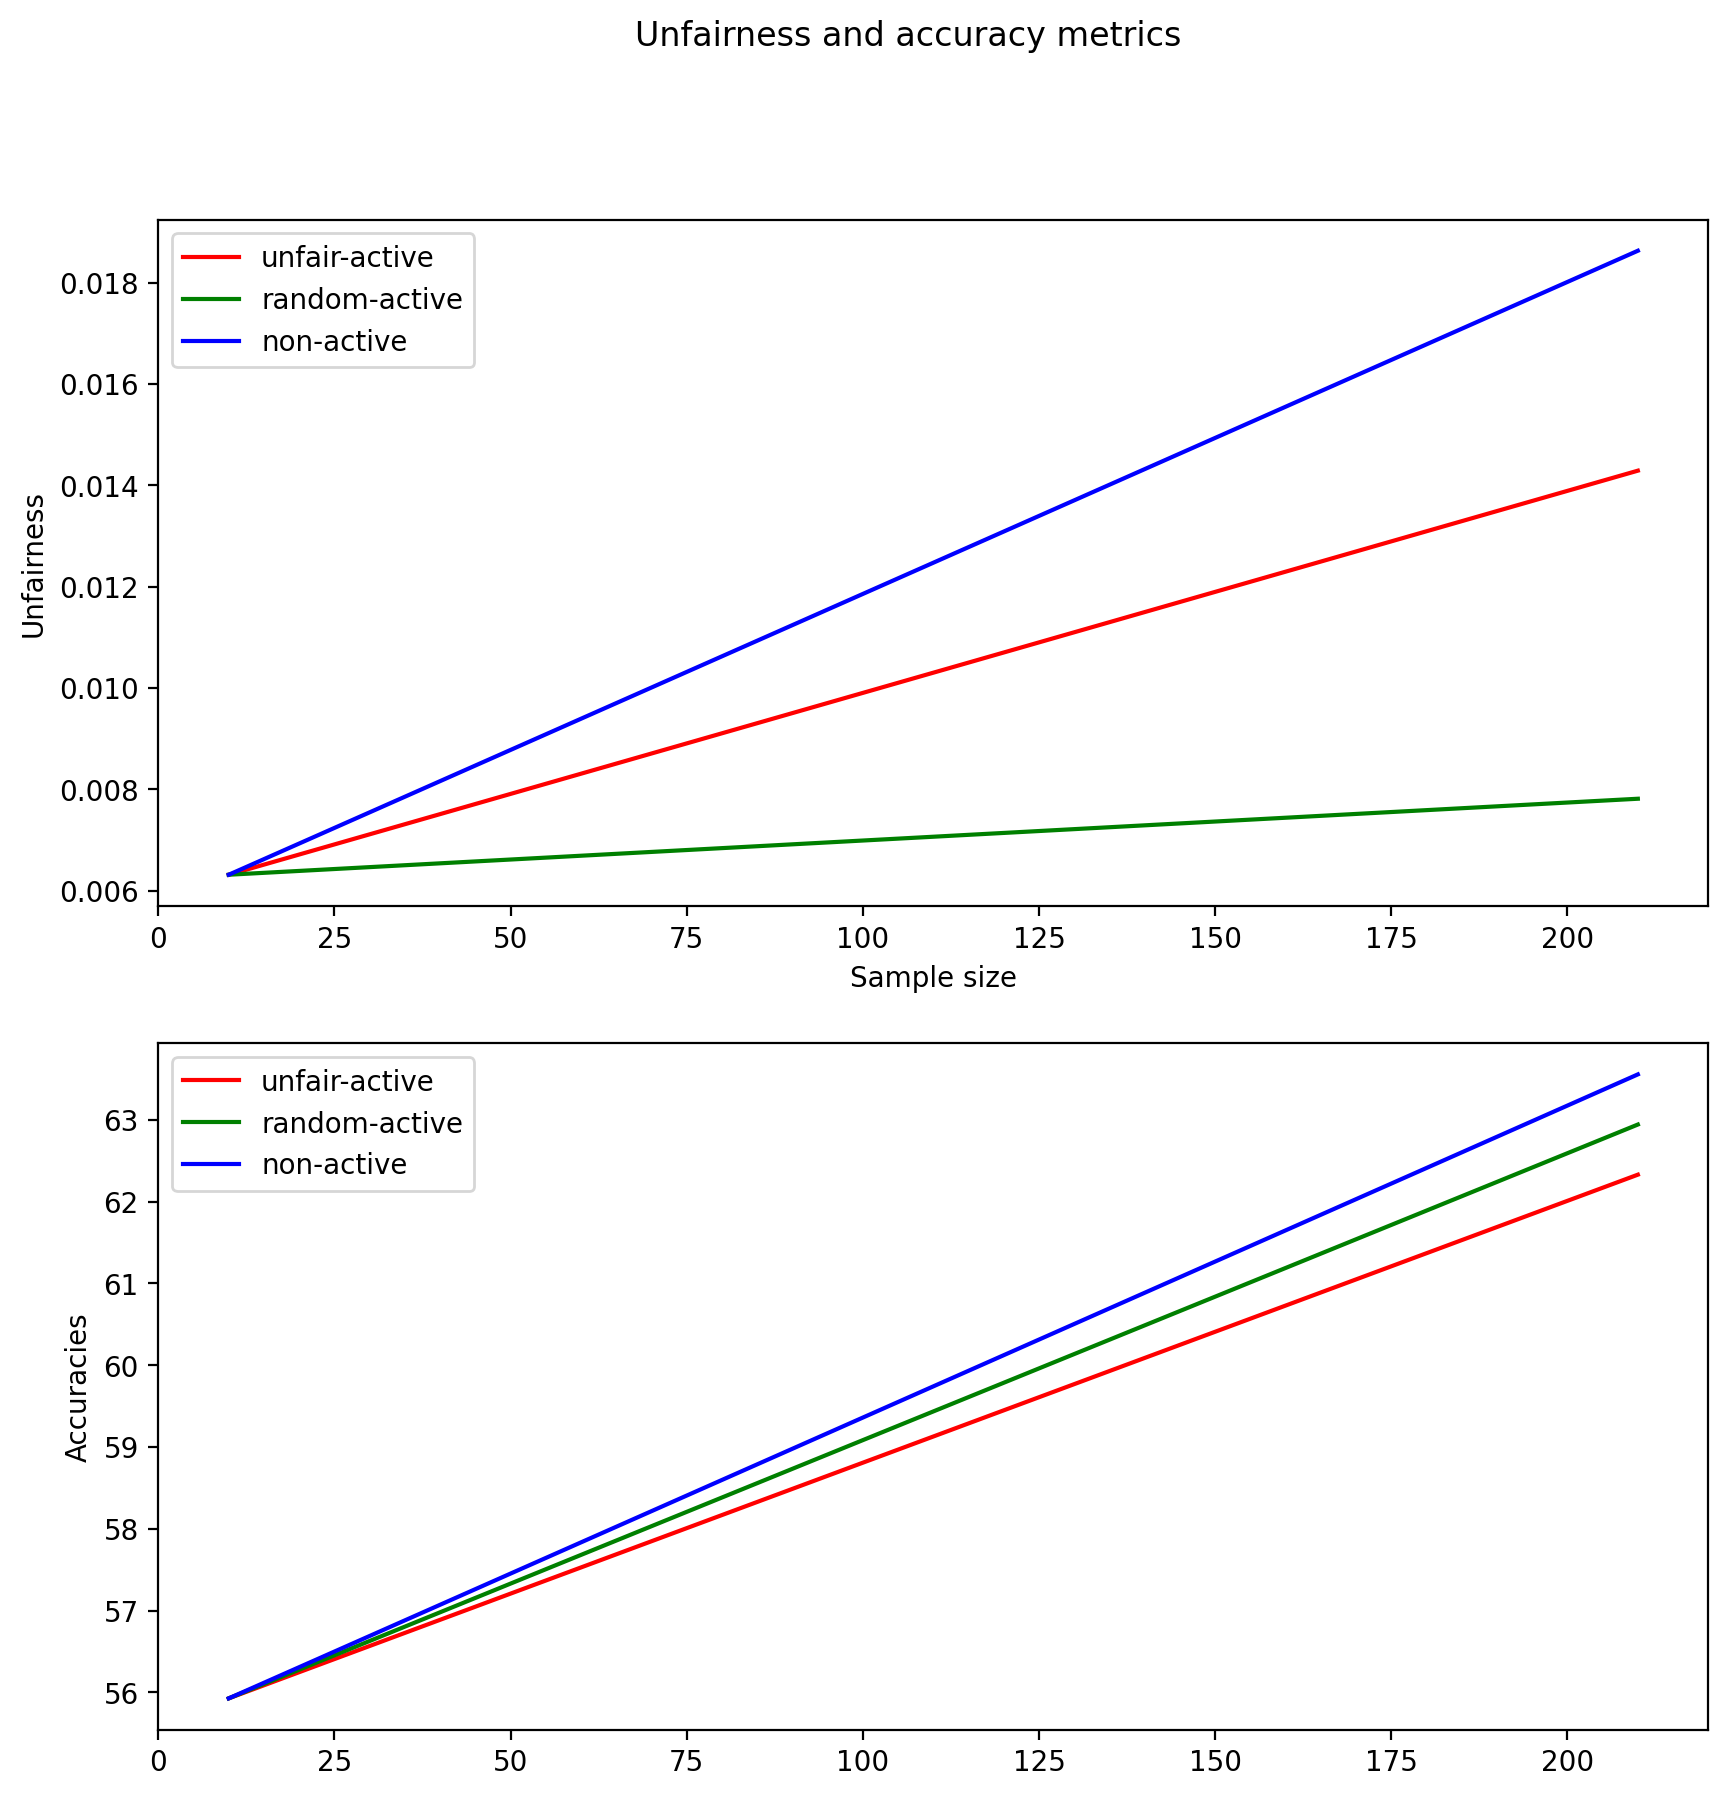 Unfairness and accuracy metrics
unfair-active
random-active
non-active
0.018
0.016
0.014
0.012
0.010
0.008
0.006
Unfairness
0 25 50 75 100 125 150 175 200
Sample size
unfair-active
random-active
non-active
63
62
61
60
59
58
57
56
Accuracies
0 25 50 75 100 125 150 175 200